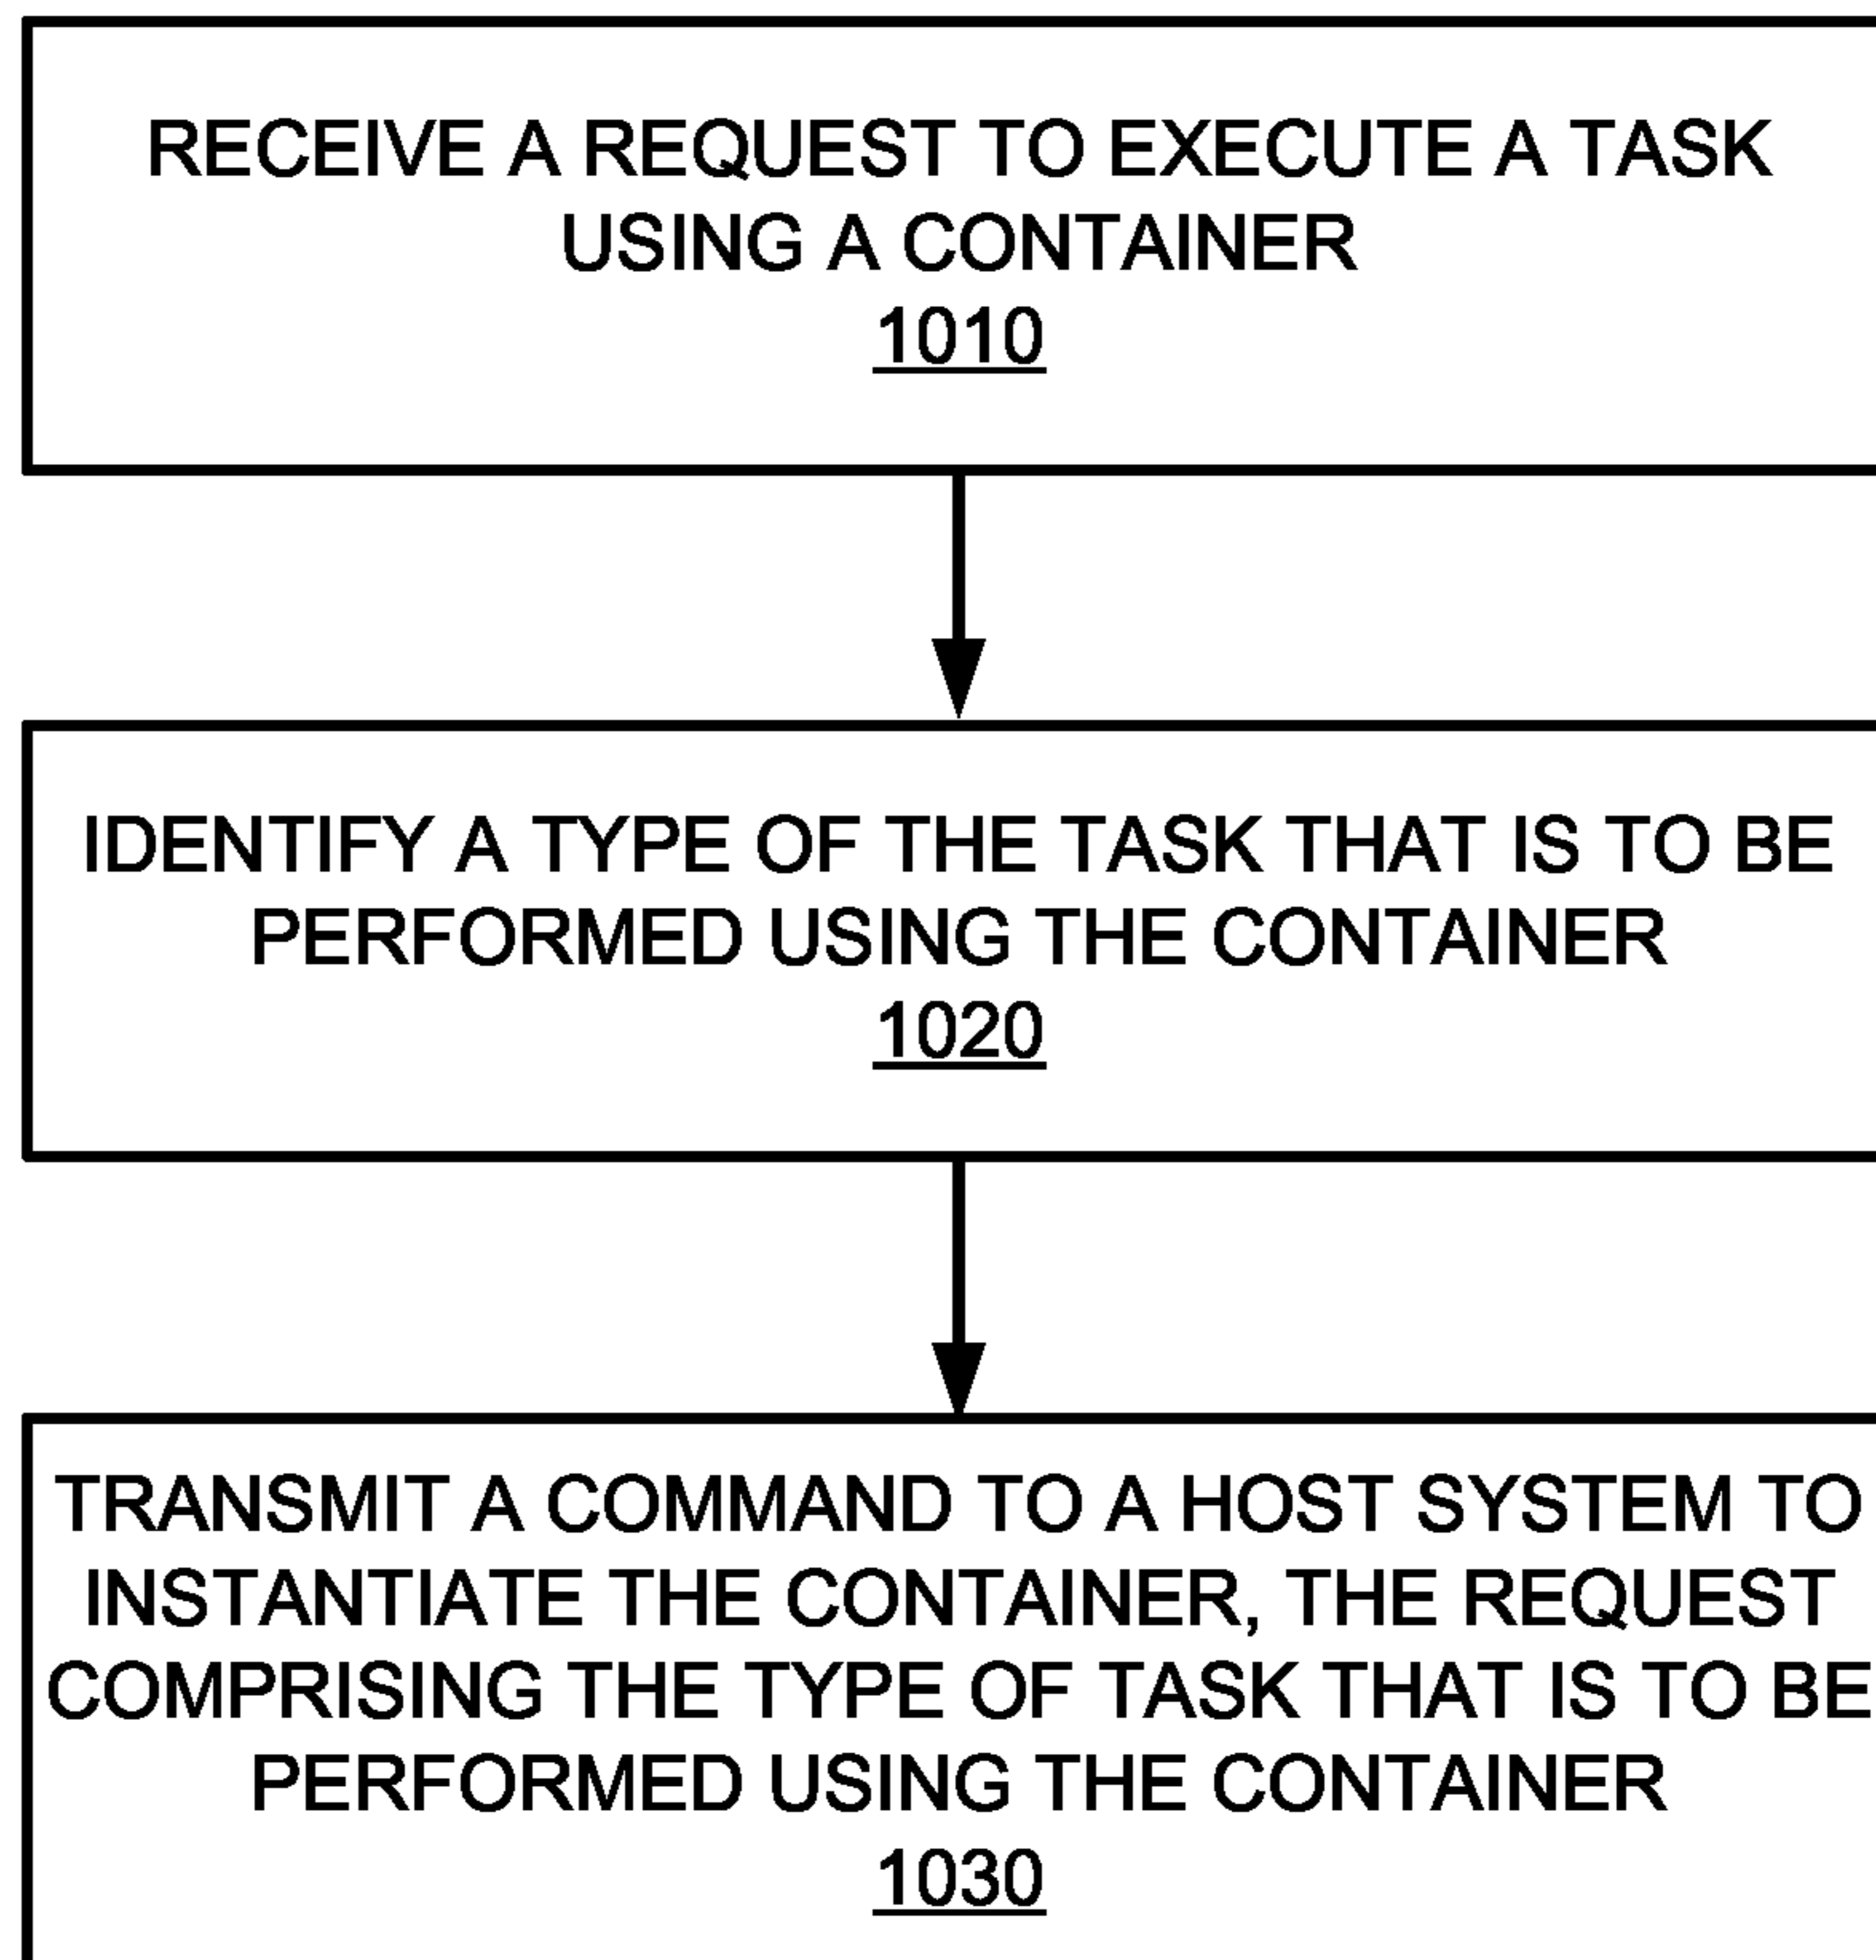 RECEIVE A REQUEST TO EXECUTE A TASK
USING A CONTAINER
1010
IDENTIFY A TYPE OF THE TASK THAT IS TO BE
PERFORMED USING THE CONTAINER
1020
TRANSMIT A COMMAND TO A HOST SYSTEM TO
INSTANTIATE THE CONTAINER, THE REQUEST
COMPRISING THE TYPE OF TASK THAT IS TO BE
PERFORMED USING THE CONTAINER
1030